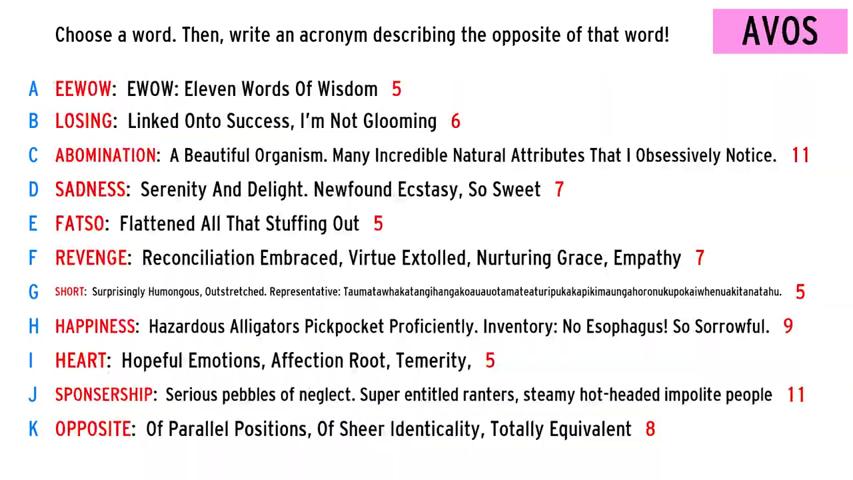 Choose a word. Then, write an acronym describing the opposite of that word!
AVOS
A EEWOW: EWOW: Eleven Words Of Wisdom 5
B LOSING: Linked Onto Success, I'm Not Glooming 6
C ABOMINATION: A Beautiful Organism. Many Incredible Natural Attributes That I Obsessively Notice. 11
D SADNESS: Serenity And Delight. Newfound Ecstasy, So Sweet 7
E FATSO: Flattened All That Stuffing Out 5
F REVENGE: Reconciliation Embraced, Virtue Extolled, Nurturing Grace, Empathy 7
G SHORT: Surprisingly Humongous, Outstretched. Representative: Taumatawhakatangihangakoauauotamateaturipukakapikimaungahoronukupokaiwhenuakitanatahu. 5
H HAPPINESS: Hazardous Alligators Pickpocket Proficiently. Inventory: No Esophagus! So Sorrowful. 9
I HEART: Hopeful Emotions, Affection Root, Temerity, 5
J SPONSERSHIP: Serious pebbles of neglect. Super entitled ranters, steamy hot-headed impolite people 11
K OPPOSITE: Of Parallel Positions, Of Sheer Identicality, Totally Equivalent 8